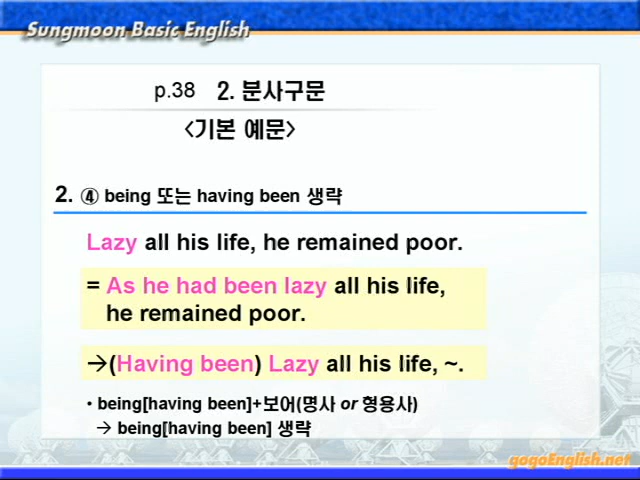 Sungmoon Basic English
p.38 2. 분사구문
<기본 예문>
2. ④ being 또는 having been 생략
Lazy all his life, he remained poor.
= As he had been lazy all his life,
he remained poor.
→(Having been) Lazy all his life, ~.
• being[having been]+보어(명사 or 형용사)
→ being[having been] 생략
gogoEnglish.net